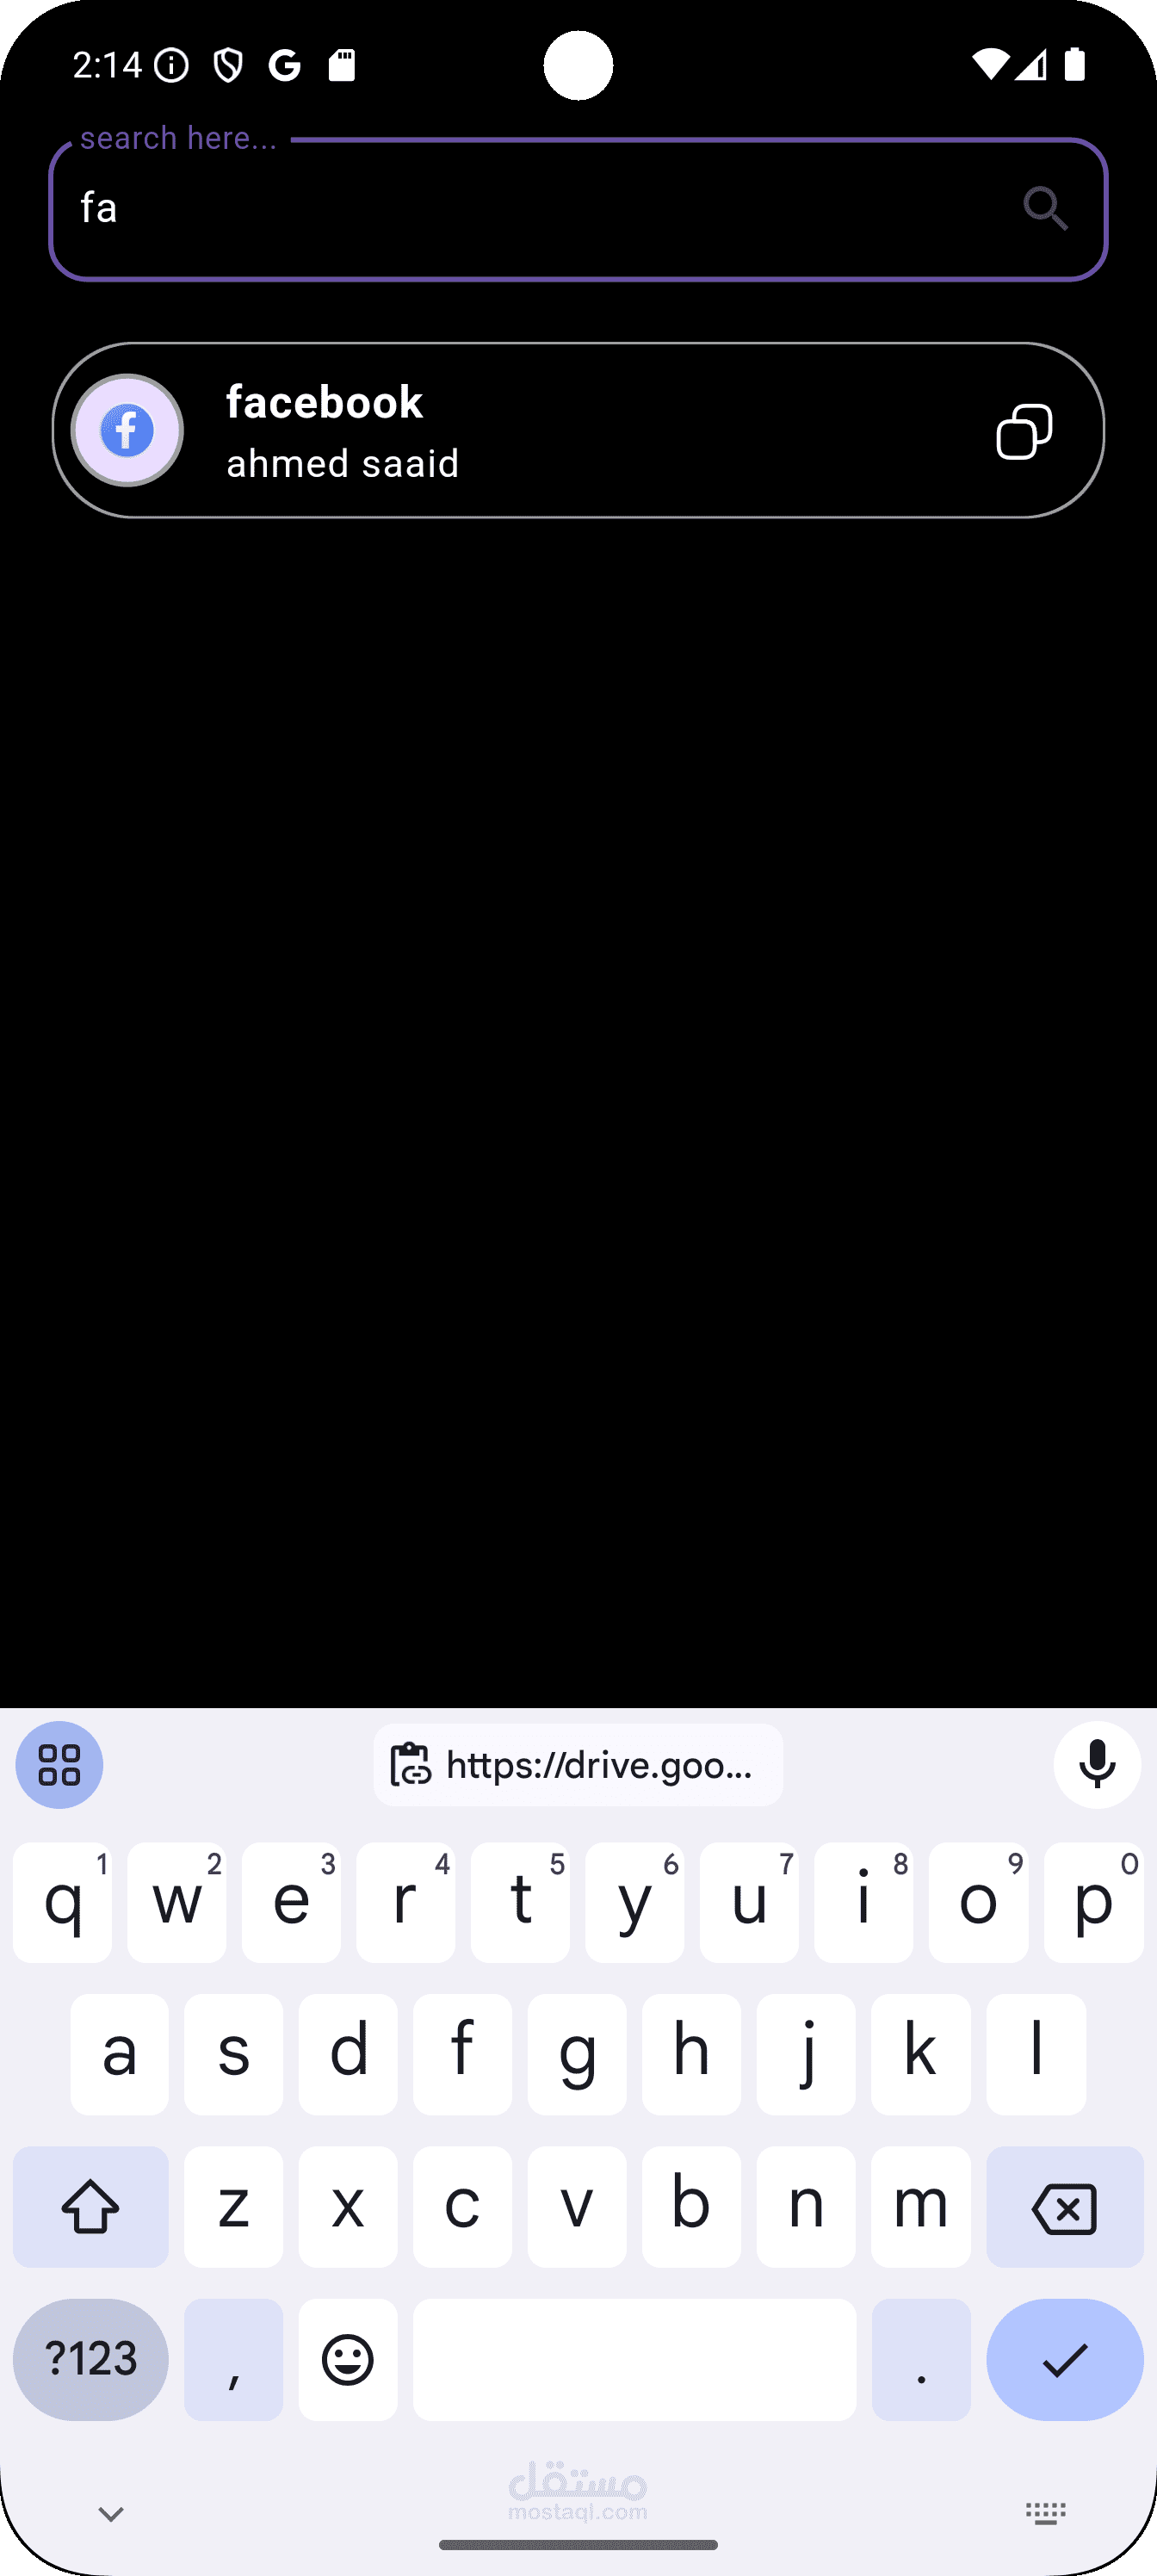 2:14
search here...
fa
facebook
ahmed saaid
https://drive.goo...
q 1 w 2 e 3 r 4 t 5 y 6 u 7 i 8 o 9 p 0
a s d f g h j k l
z x c v b n m
?123 , .
مستقل
mostaql.com